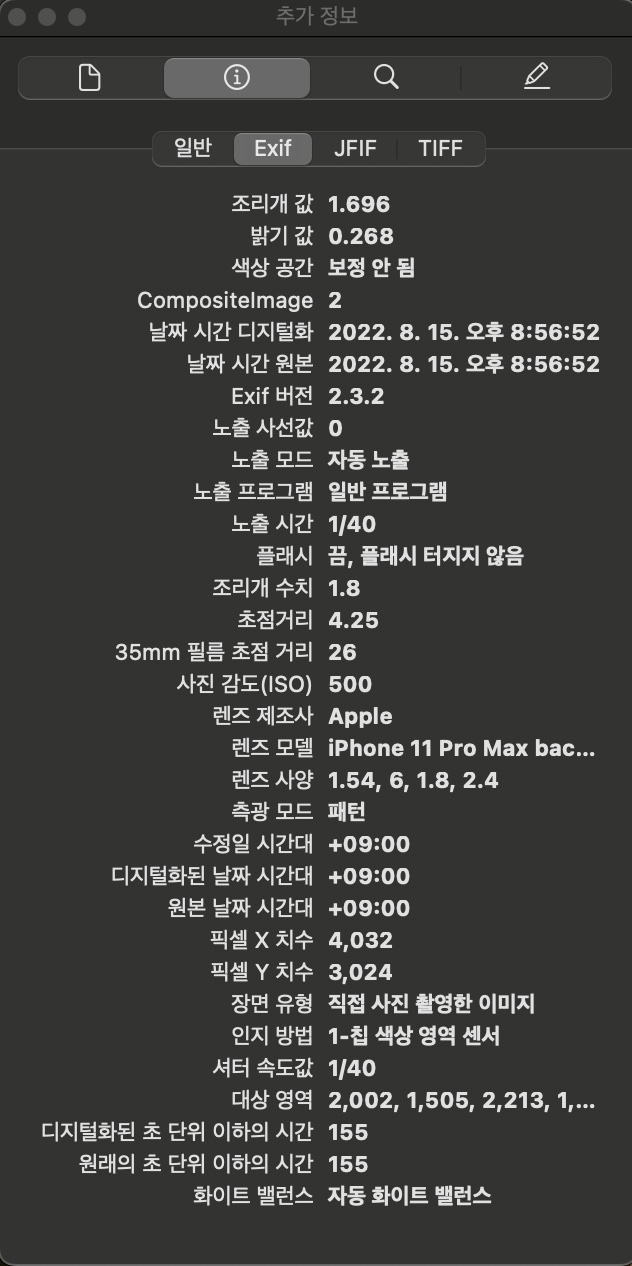 추가 정보
일반 Exif JFIF TIFF
조리개 값 1.696
밝기 값 0.268
색상 공간 보정 안 됨
CompositeImage 2
날짜 시간 디지털화 2022. 8. 15. 오후 8:56:52
날짜 시간 원본 2022. 8. 15. 오후 8:56:52
Exif 버전 2.3.2
노출 사선값 0
노출 모드 자동 노출
노출 프로그램 일반 프로그램
노출 시간 1/40
플래시 끔, 플래시 터지지 않음
조리개 수치 1.8
초점거리 4.25
35mm 필름 초점 거리 26
사진 감도(ISO) 500
렌즈 제조사 Apple
렌즈 모델 iPhone 11 Pro Max bac...
렌즈 사양 1.54, 6, 1.8, 2.4
측광 모드 패턴
수정일 시간대 +09:00
디지털화된 날짜 시간대 +09:00
원본 날짜 시간대 +09:00
픽셀 X 치수 4,032
픽셀 Y 치수 3,024
장면 유형 직접 사진 촬영한 이미지
인지 방법 1-칩 색상 영역 센서
셔터 속도값 1/40
대상 영역 2,002, 1,505, 2,213, 1,...
디지털화된 초 단위 이하의 시간 155
원래의 초 단위 이하의 시간 155
화이트 밸런스 자동 화이트 밸런스